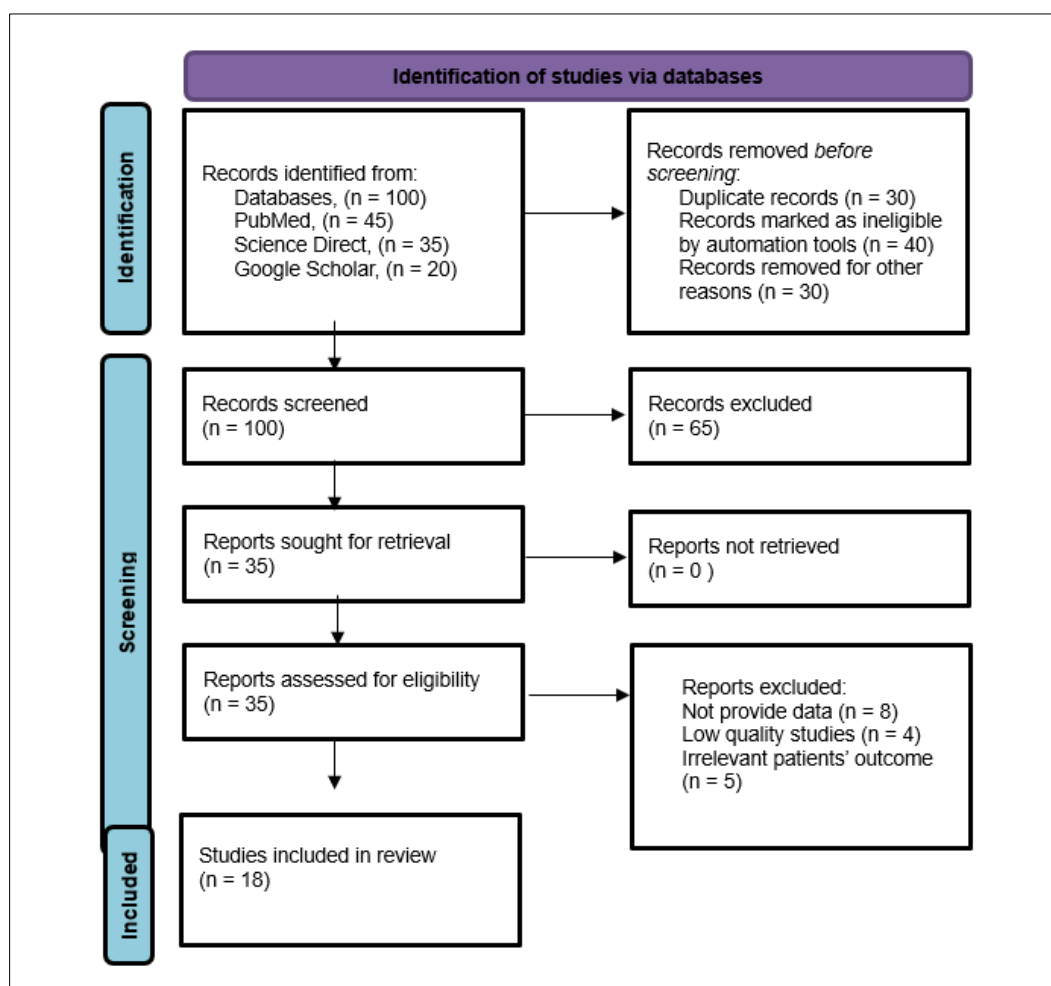 Identification of studies via databases
Identification
Records identified from:
Databases, (n = 100)
PubMed, (n = 45)
Science Direct, (n = 35)
Google Scholar, (n = 20)
Records removed before
screening:
Duplicate records (n = 30)
Records marked as ineligible
by automation tools (n = 40)
Records removed for other
reasons (n = 30)
Screening
Records screened
(n = 100)
Records excluded
(n = 65)
Reports sought for retrieval
(n = 35)
Reports not retrieved
(n = 0 )
Reports assessed for eligibility
(n = 35)
Reports excluded:
Not provide data (n = 8)
Low quality studies (n = 4)
Irrelevant patients’ outcome
(n = 5)
Included
Studies included in review
(n = 18)